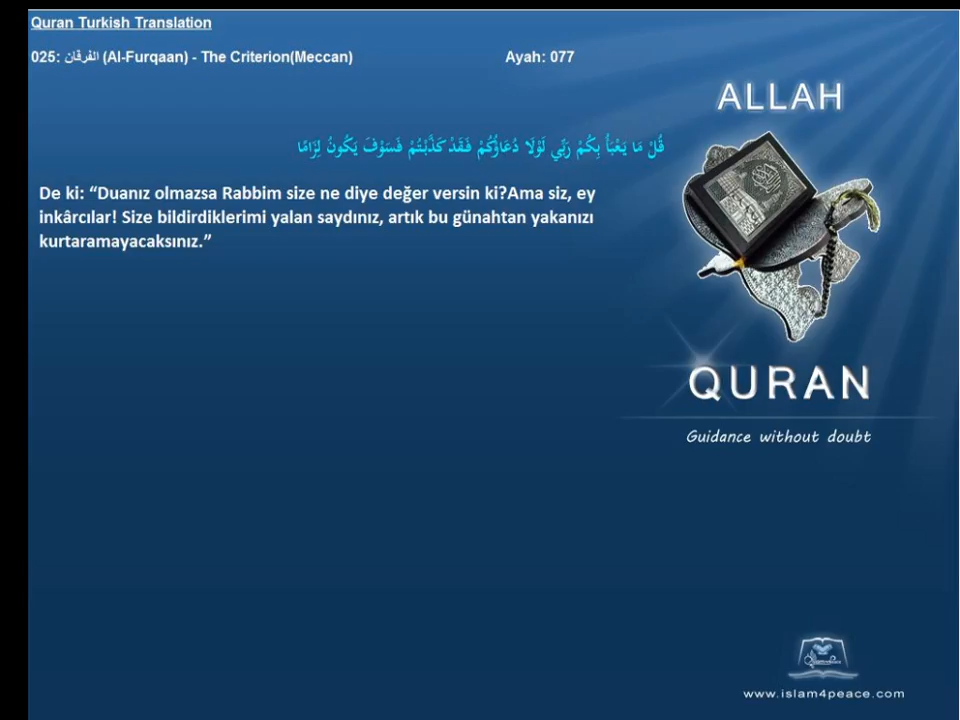 Quran Turkish Translation
025: الفرقان (Al-Furqaan) - The Criterion(Meccan) Ayah: 077
ALLAH
قُلْ مَا يَعْبَأُ بِكُمْ رَبِّي لَوْلَا دُعَاؤُكُمْ فَقَدْ كَذَّبْتُمْ فَسَوْفَ يَكُونُ لِزَامًا
De ki: “Duanız olmazsa Rabbim size ne diye değer versin ki?Ama siz, ey
inkârcılar! Size bildirdiklerimi yalan saydınız, artık bu günahtan yakanızı
kurtaramayacaksınız.”
QURAN
Guidance without doubt
www.islam4peace.com